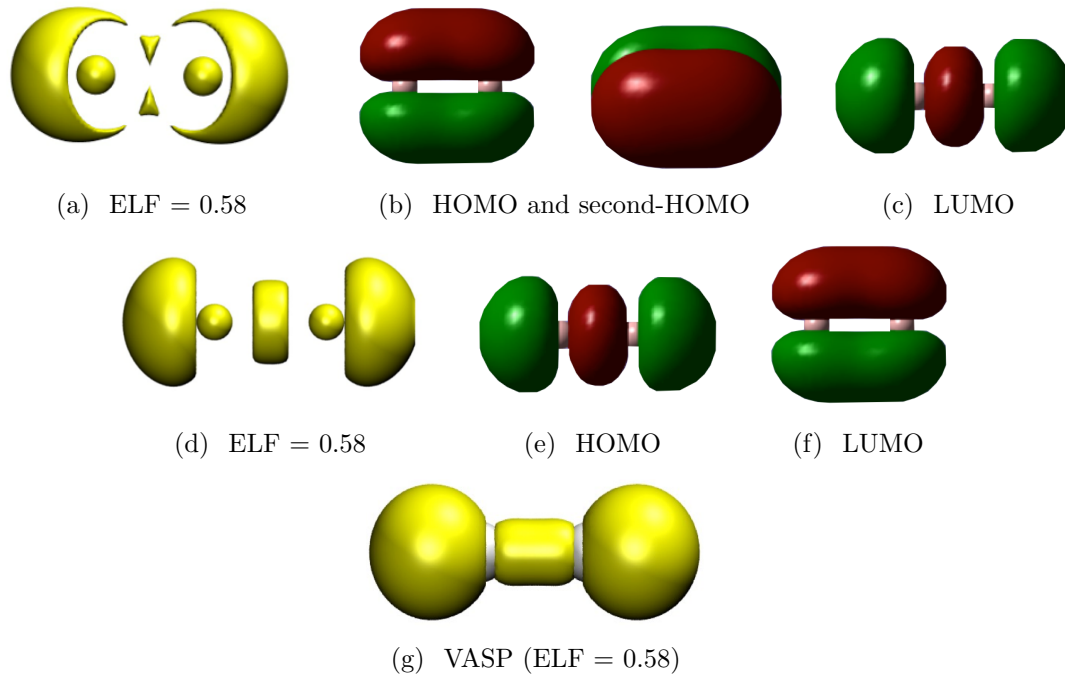 (a) ELF = 0.58
(b) HOMO and second-HOMO
(c) LUMO
(d) ELF = 0.58
(e) HOMO
(f) LUMO
(g) VASP (ELF = 0.58)